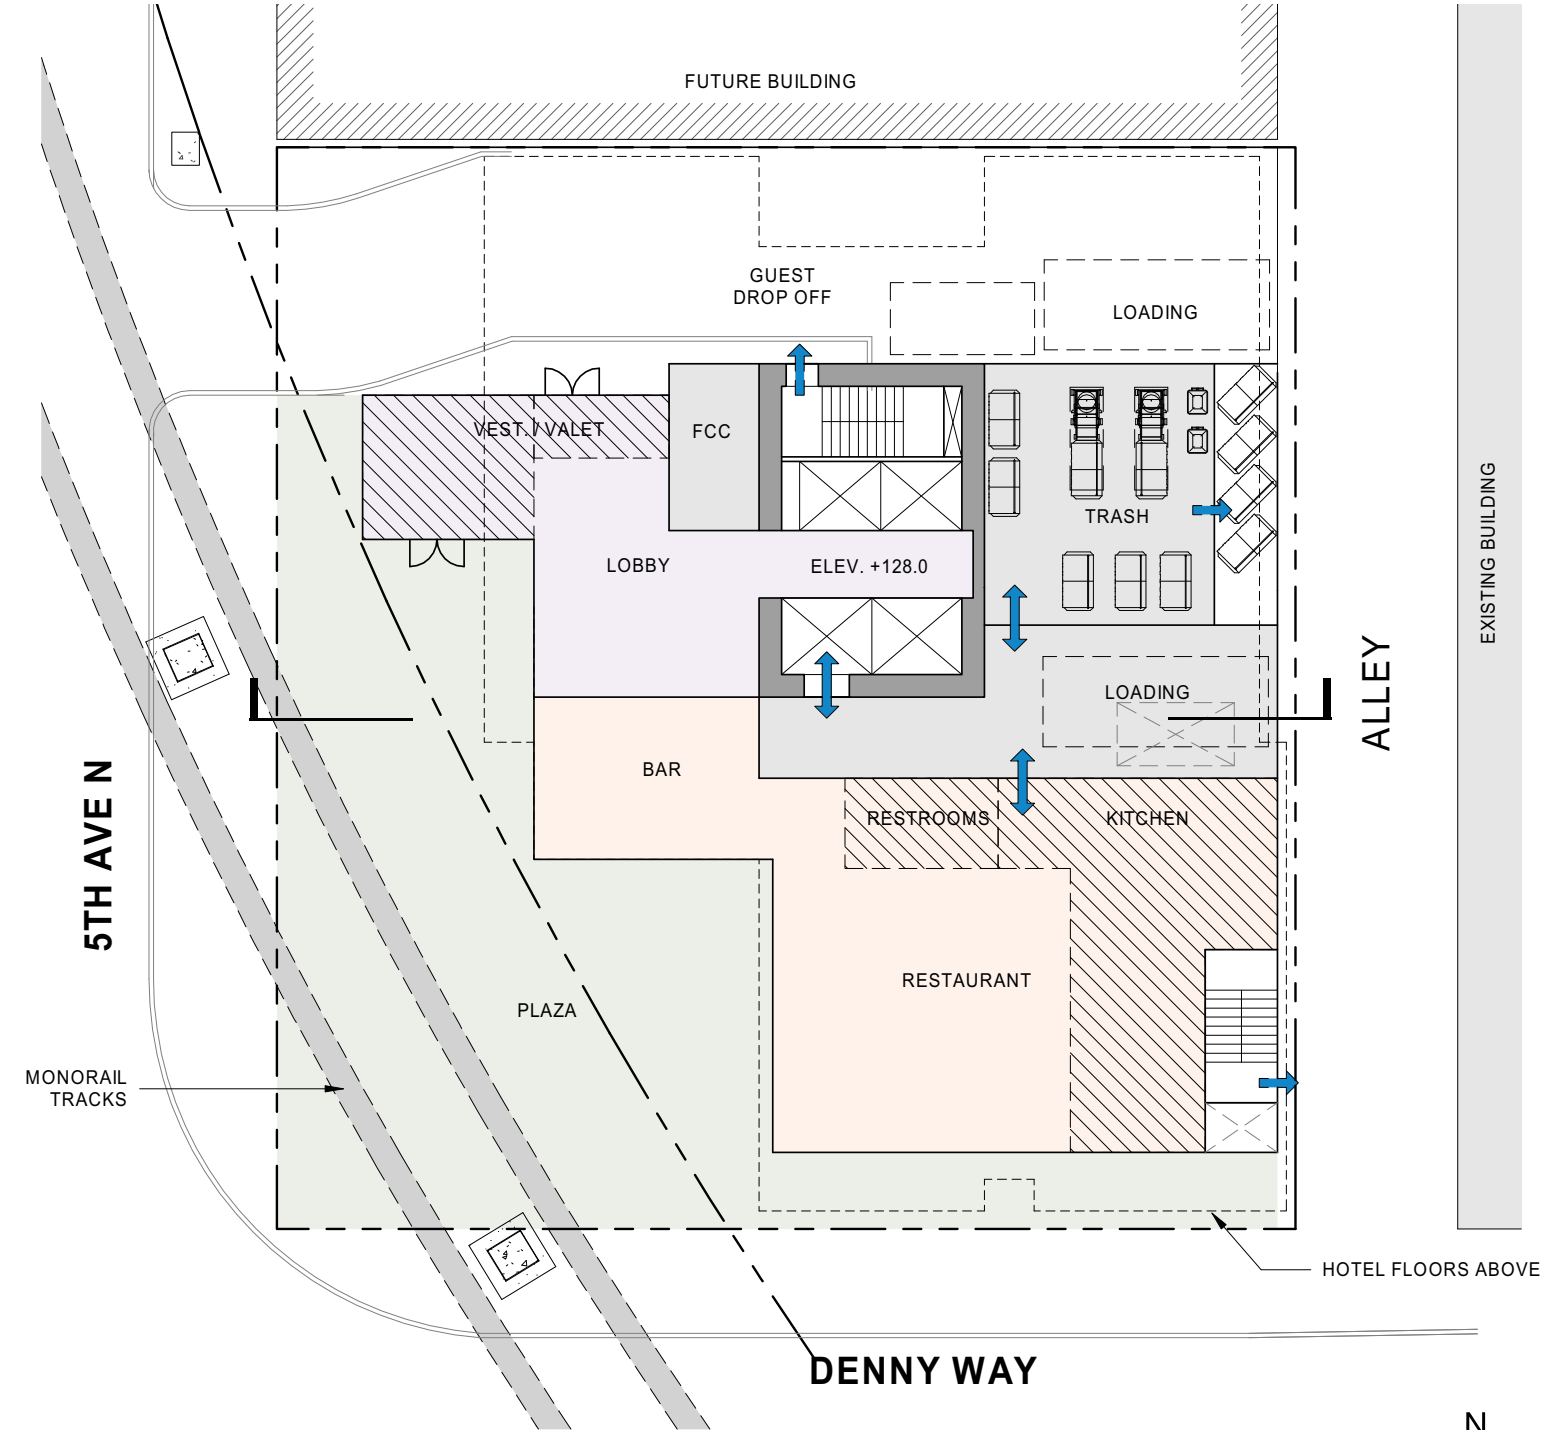 FUTURE BUILDING
GUEST
DROP OFF
LOADING
VEST. / VALET
FCC
TRASH
LOBBY
ELEV. +128.0
EXISTING BUILDING
LOADING
ALLEY
BAR
RESTROOMS
KITCHEN
5TH AVE N
RESTAURANT
PLAZA
MONORAIL
TRACKS
HOTEL FLOORS ABOVE
DENNY WAY
N